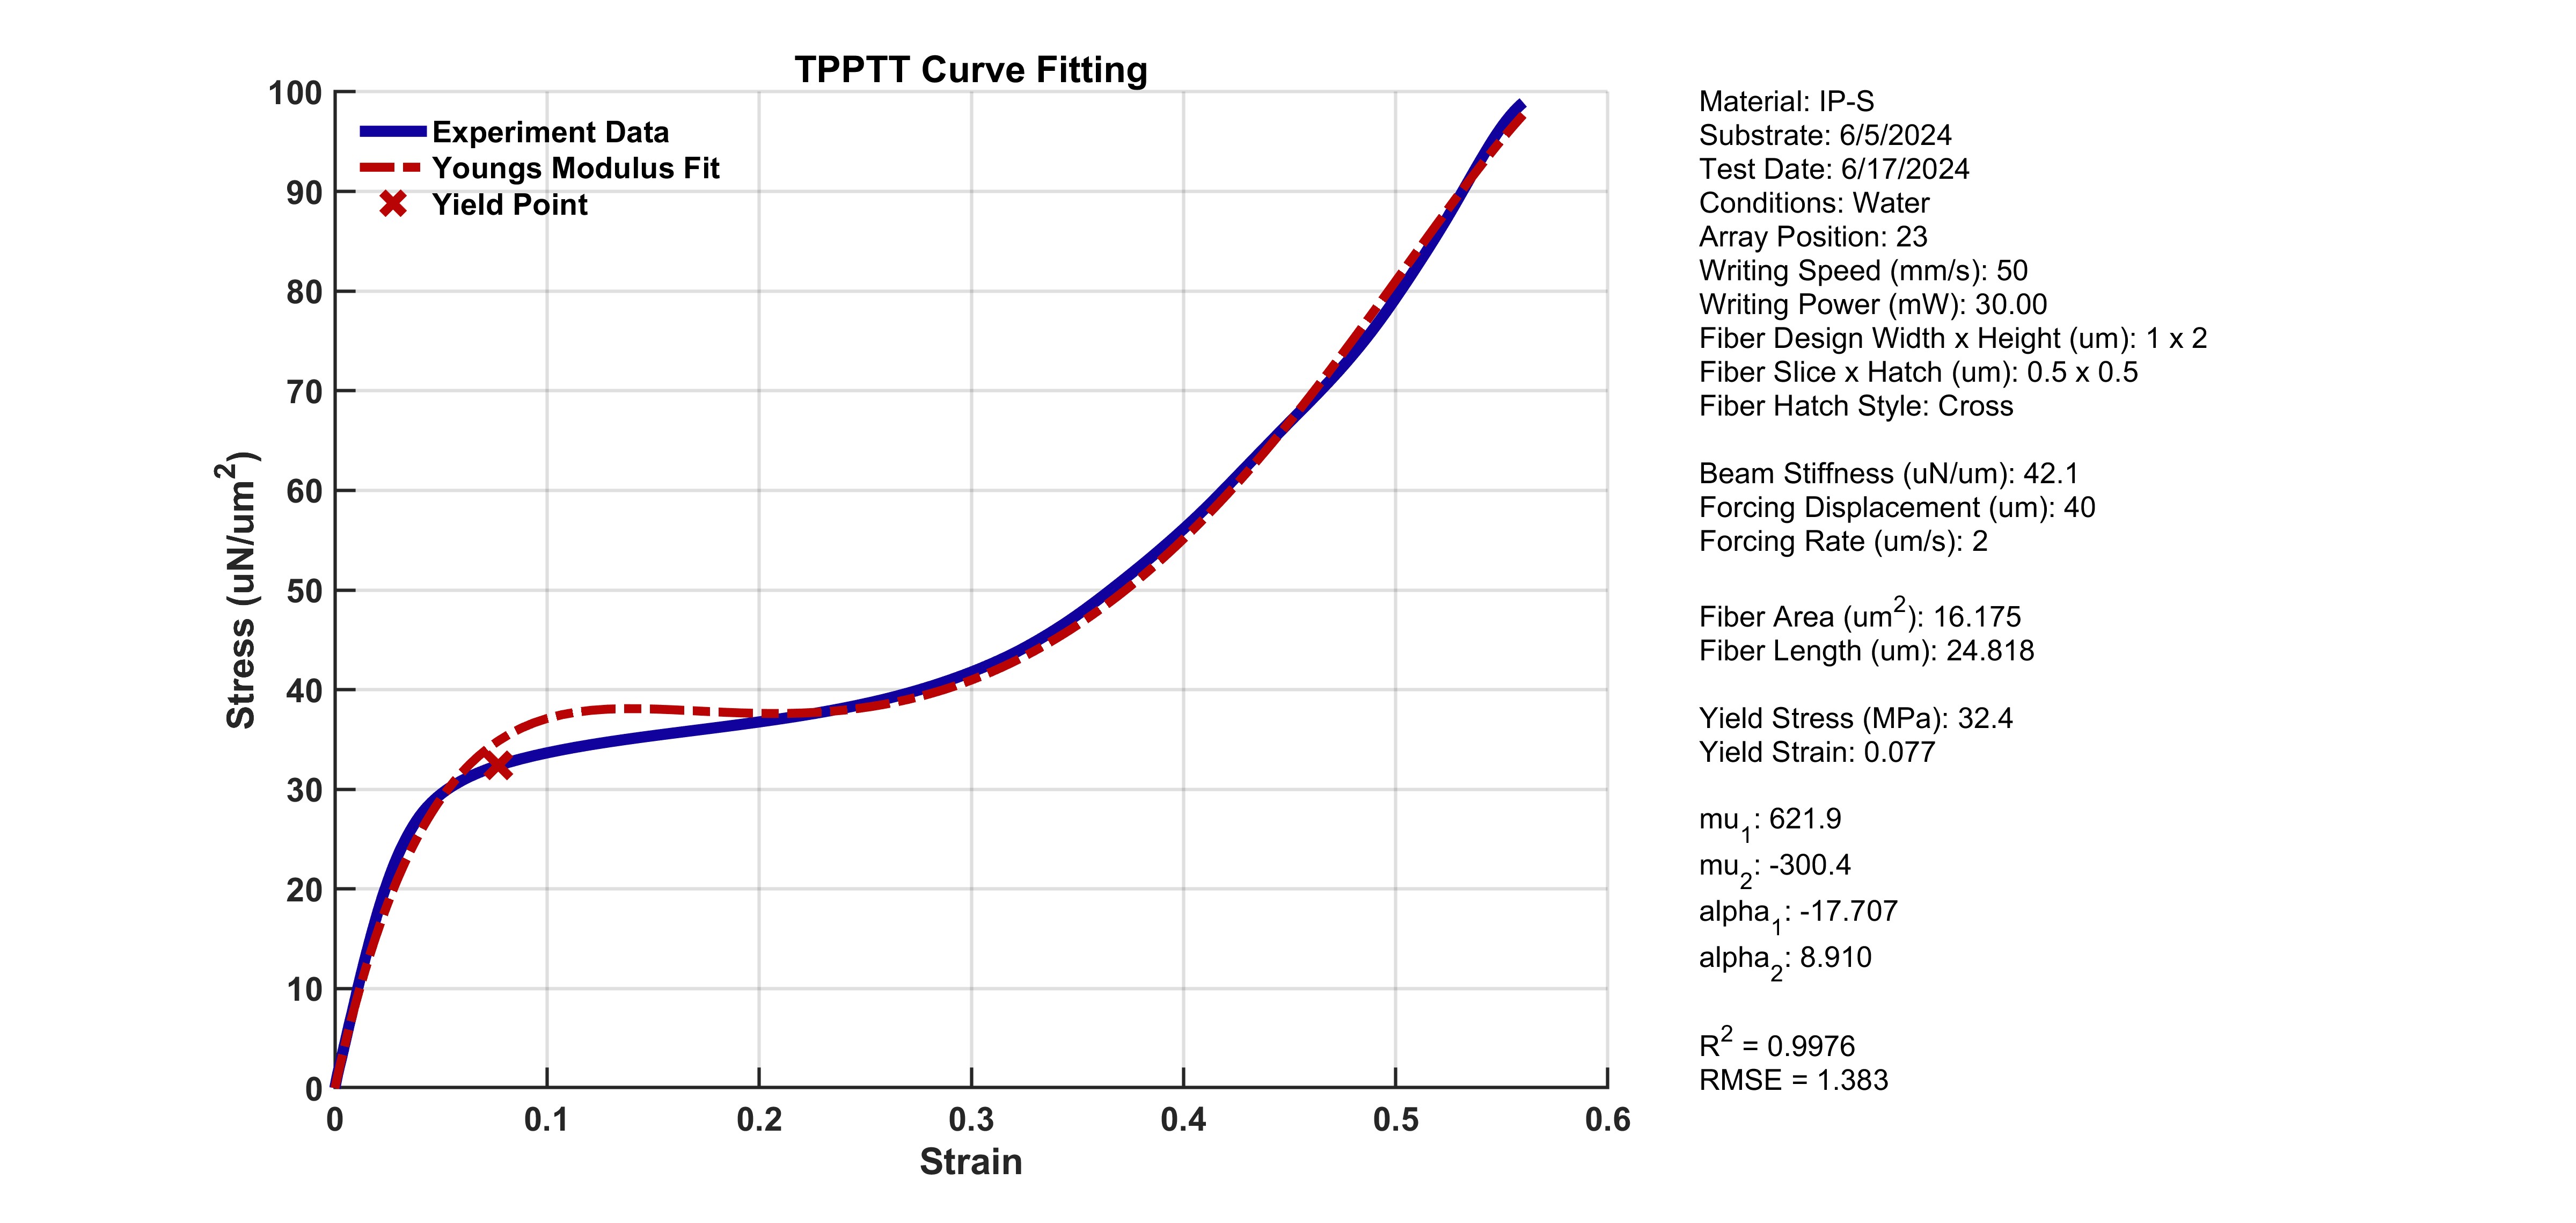 TPPTT Curve Fitting
100
90
80
70
60
50
40
30
20
10
0
Stress (uN/um²)
Experiment Data
Youngs Modulus Fit
Yield Point
0 0.1 0.2 0.3 0.4 0.5 0.6
Strain
Material: IP-S
Substrate: 6/5/2024
Test Date: 6/17/2024
Conditions: Water
Array Position: 23
Writing Speed (mm/s): 50
Writing Power (mW): 30.00
Fiber Design Width x Height (um): 1 x 2
Fiber Slice x Hatch (um): 0.5 x 0.5
Fiber Hatch Style: Cross
Beam Stiffness (uN/um): 42.1
Forcing Displacement (um): 40
Forcing Rate (um/s): 2
Fiber Area (um²): 16.175
Fiber Length (um): 24.818
Yield Stress (MPa): 32.4
Yield Strain: 0.077
mu₁: 621.9
mu₂: -300.4
alpha₁: -17.707
alpha₂: 8.910
R² = 0.9976
RMSE = 1.383